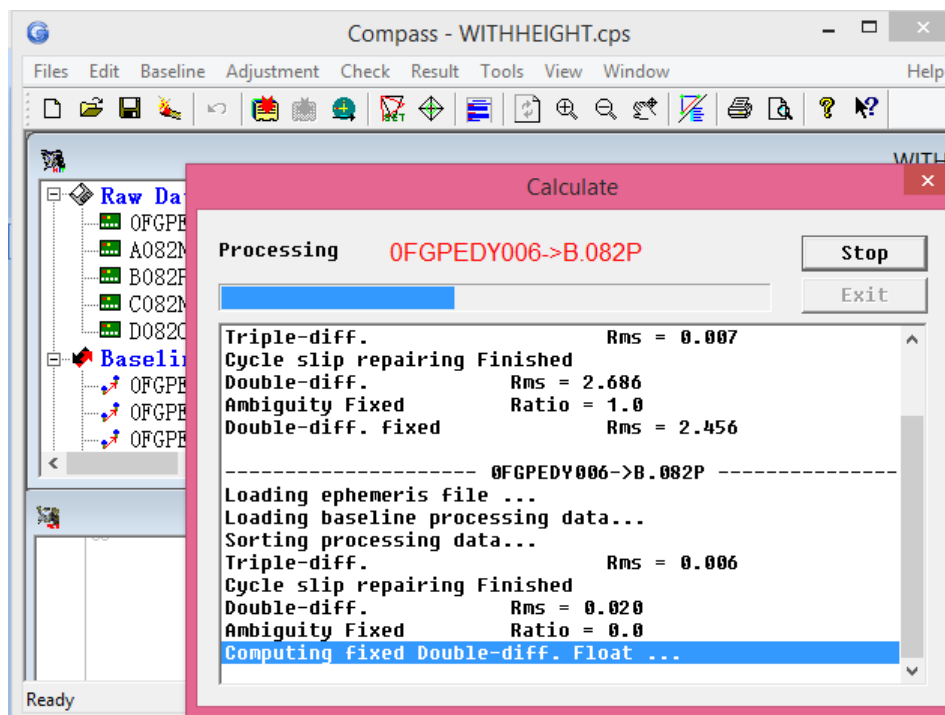 Compass - WITHHEIGHT.cps
Files Edit Baseline Adjustment Check Result Tools View Window Help
WITH
Raw Da
0FGPE
A082M
B082P
C082M
D082O
Baselin
0FGPE
0FGPE
0FGPE
Calculate
Processing 0FGPEDY006->B.082P
Stop
Exit
Triple-diff. Rms = 0.007
Cycle slip repairing Finished
Double-diff. Rms = 2.686
Ambiguity Fixed Ratio = 1.0
Double-diff. fixed Rms = 2.456
--------------------- 0FGPEDY006->B.082P ---------------
Loading ephemeris file ...
Loading baseline processing data...
Sorting processing data...
Triple-diff. Rms = 0.006
Cycle slip repairing Finished
Double-diff. Rms = 0.020
Ambiguity Fixed Ratio = 0.0
Computing fixed Double-diff. Float ...
Ready